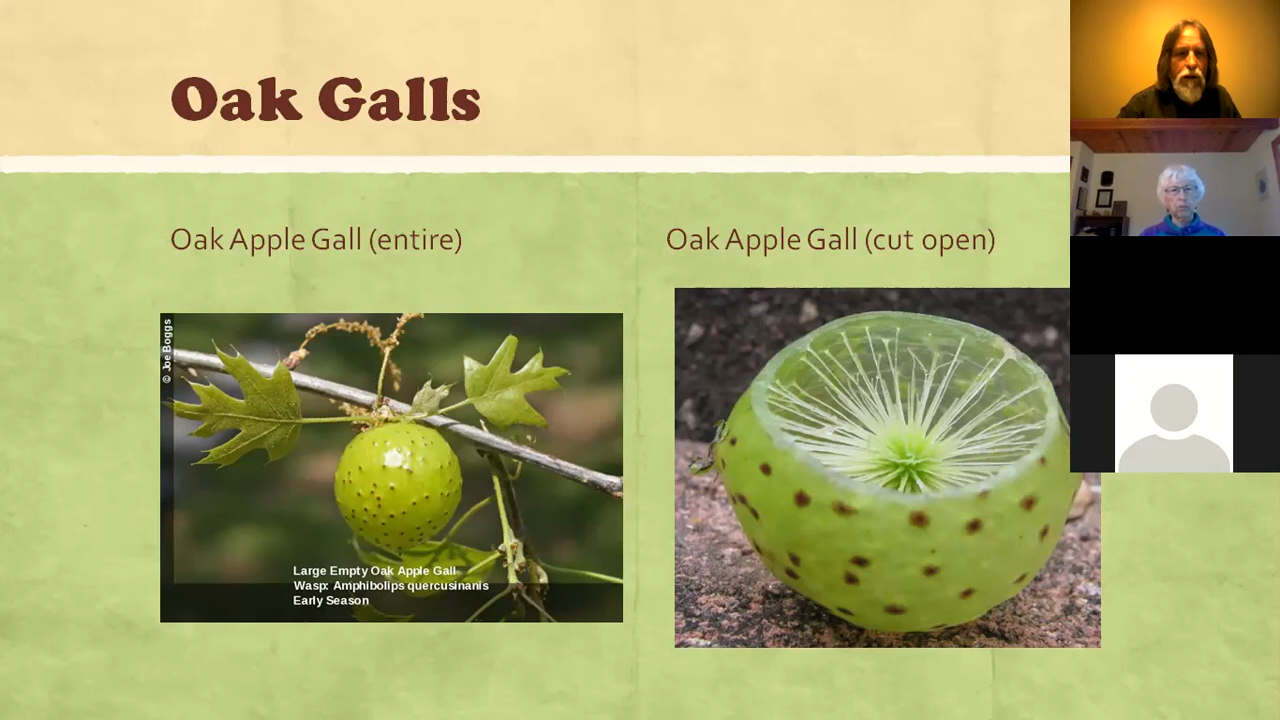 Oak Galls
Oak Apple Gall (entire)
Oak Apple Gall (cut open)
© Joe Boggs
Large Empty Oak Apple Gall
Wasp: Amphibolips quercusinanis
Early Season